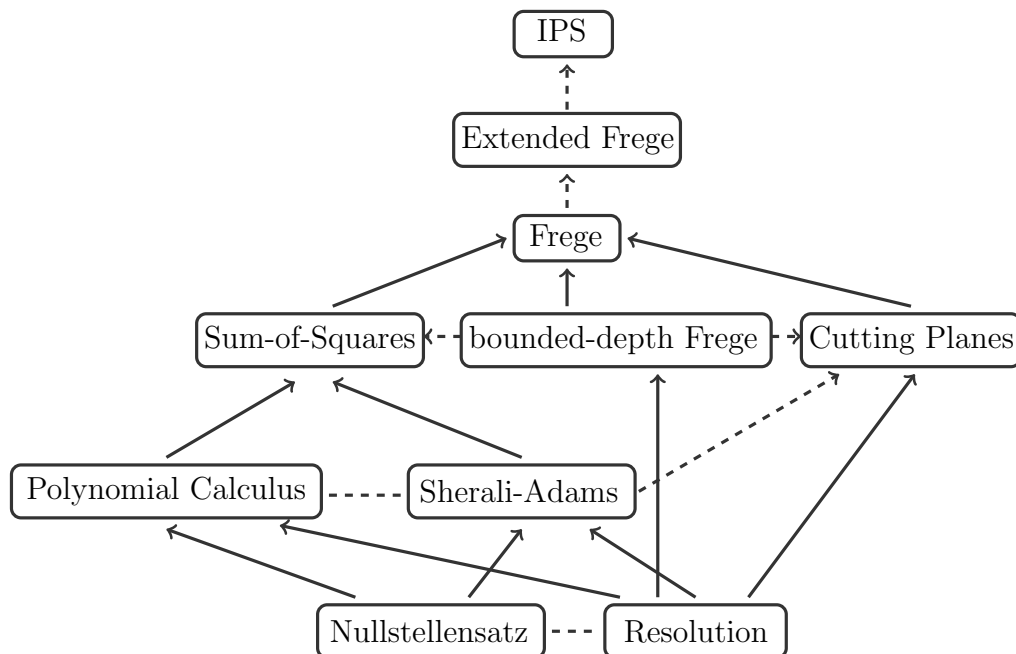 IPS
Extended Frege
Frege
Sum-of-Squares
bounded-depth Frege
Cutting Planes
Polynomial Calculus
Sherali-Adams
Nullstellensatz
Resolution